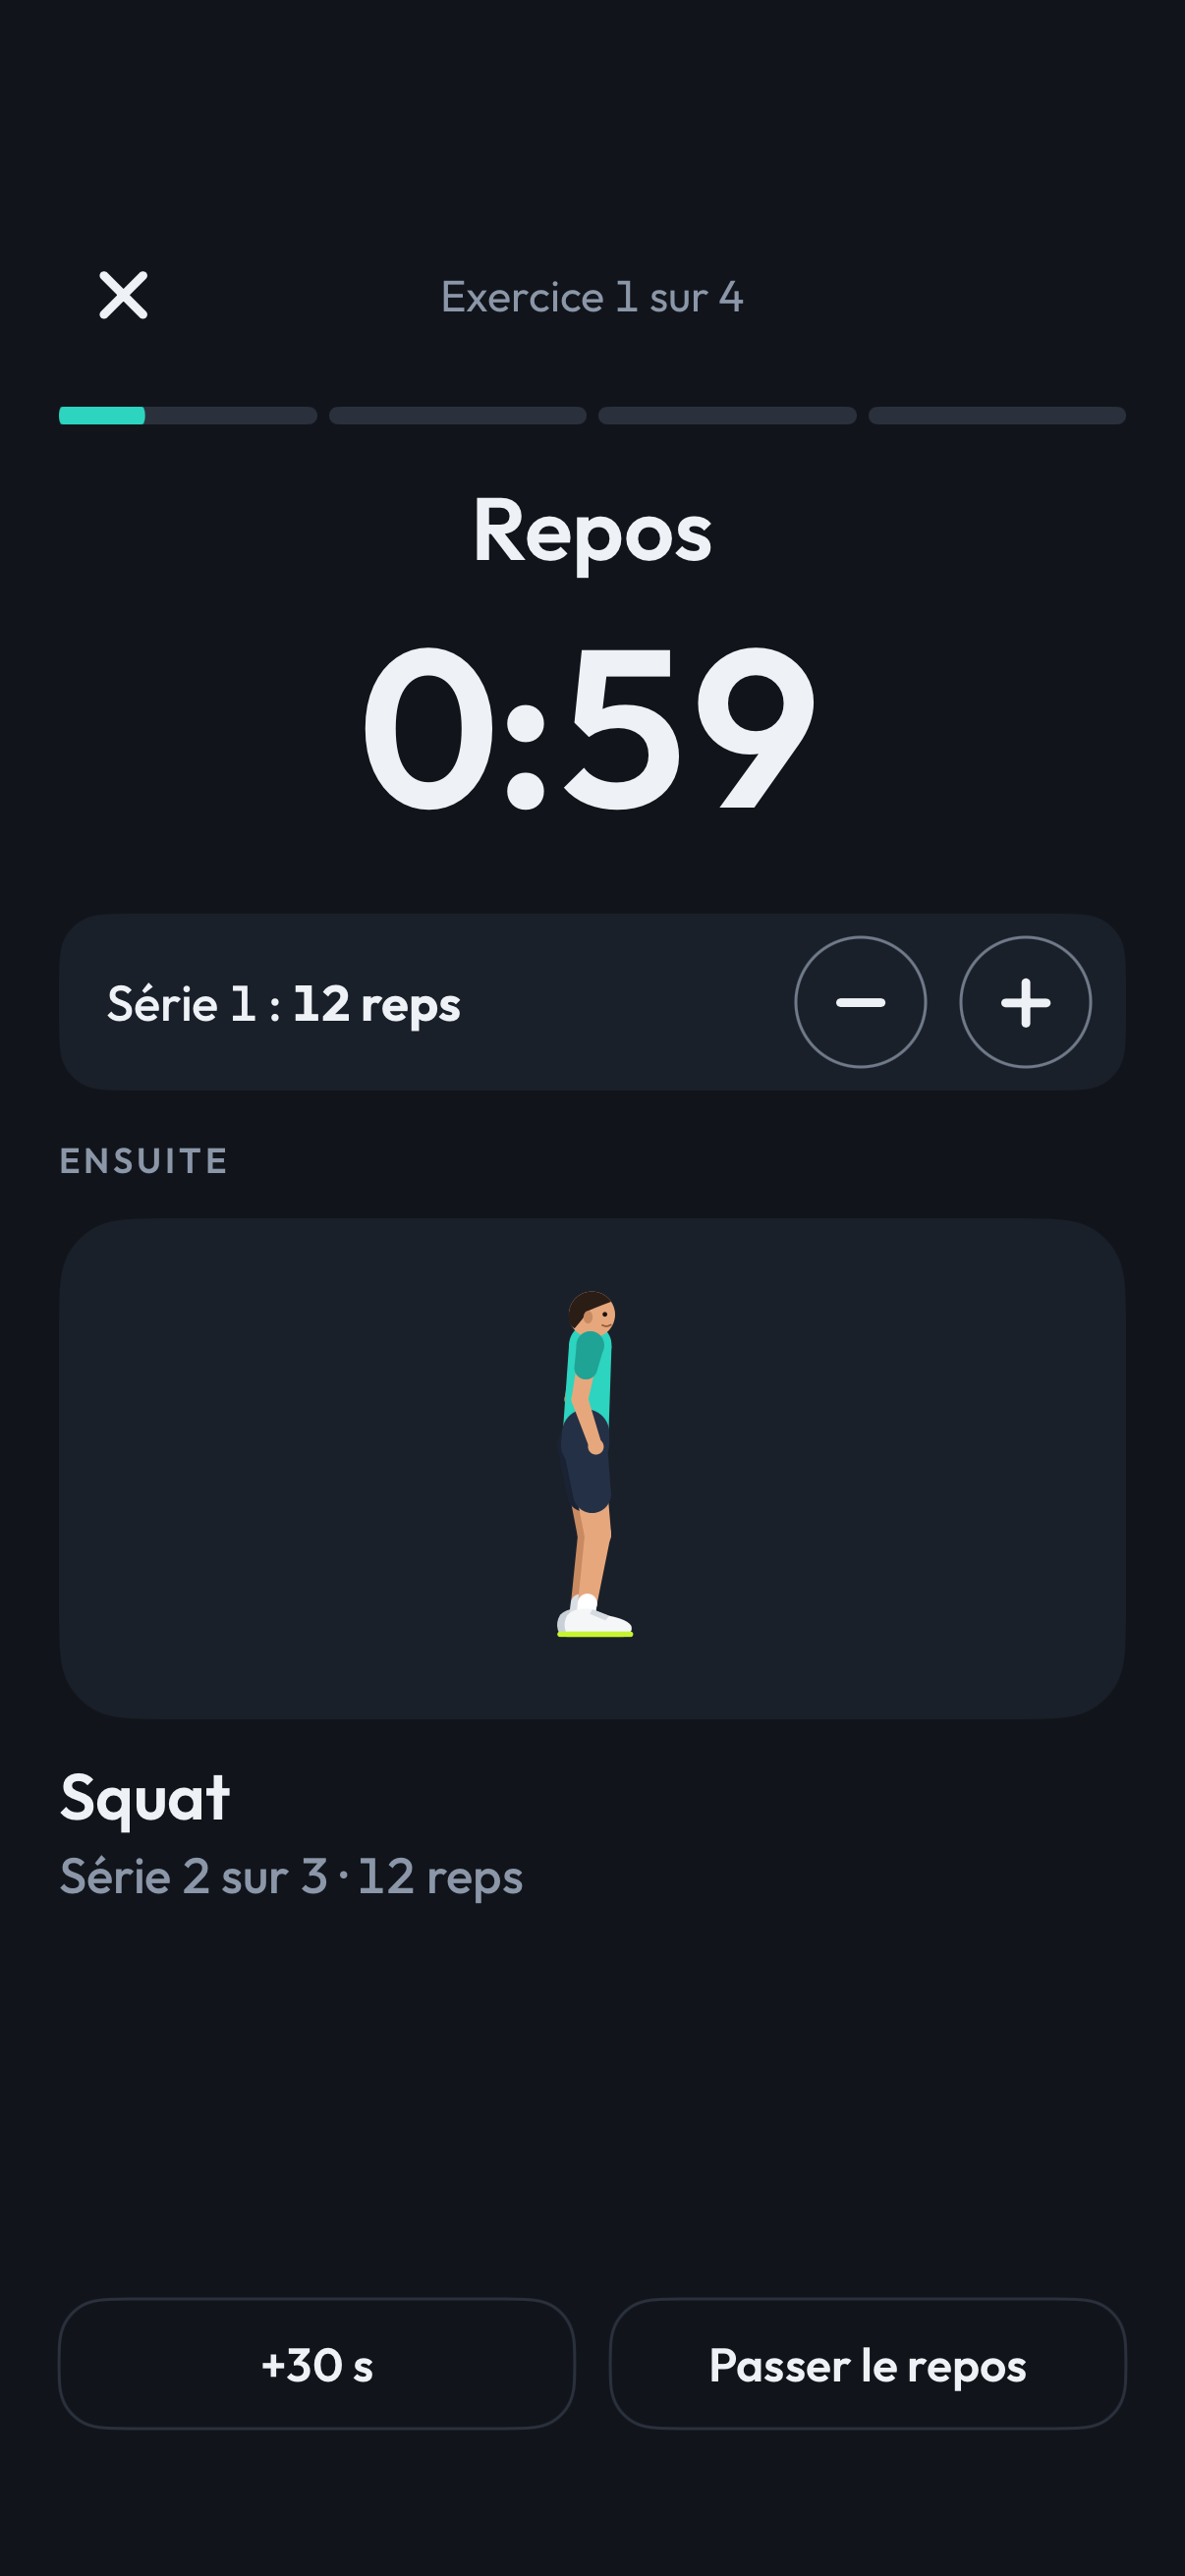 Exercice 1 sur 4
Repos
0:59
Série 1 : 12 reps
ENSUITE
Squat
Série 2 sur 3 · 12 reps
+30 s
Passer le repos